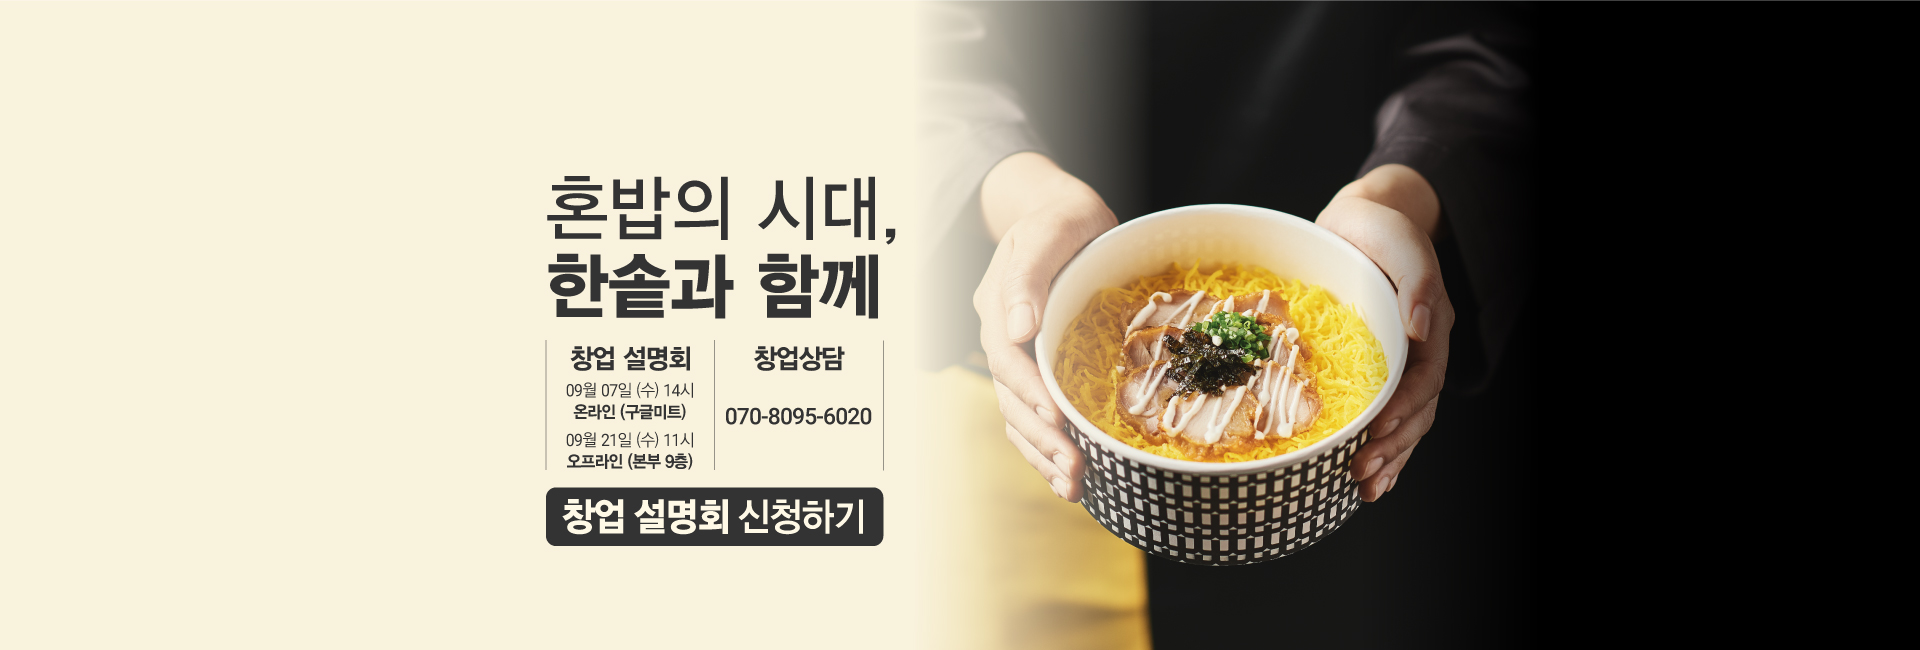 혼밥의 시대,
한솥과 함께
창업 설명회
09월 07일 (수) 14시
온라인 (구글미트)
09월 21일 (수) 11시
오프라인 (본부 9층)
창업상담
070-8095-6020
창업 설명회 신청하기